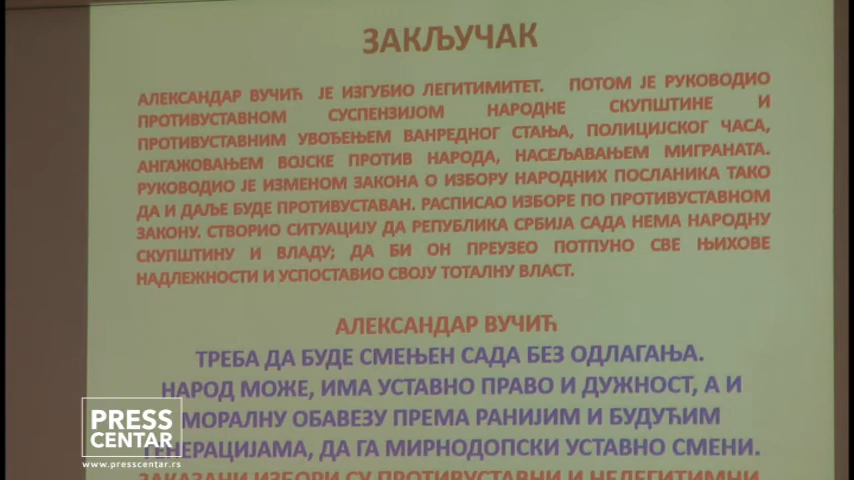 ЗАКЉУЧАК
АЛЕКСАНДАР ВУЧИЋ ЈЕ ИЗГУБИО ЛЕГИТИМИТЕТ. ПОТОМ ЈЕ РУКОВОДИО
ПРОТИВУСТАВНОМ СУСПЕНЗИЈОМ НАРОДНЕ СКУПШТИНЕ И
ПРОТИВУСТАВНИМ УВОЂЕЊЕМ ВАНРЕДНОГ СТАЊА, ПОЛИЦИЈСКОГ ЧАСА,
АНГАЖОВАЊЕМ ВОЈСКЕ ПРОТИВ НАРОДА, НАСЕЉАВАЊЕМ МИГРАНАТА.
РУКОВОДИО ЈЕ ИЗМЕНОМ ЗАКОНА О ИЗБОРУ НАРОДНИХ ПОСЛАНИКА ТАКО
ДА И ДАЉЕ БУДЕ ПРОТИВУСТАВАН. РАСПИСАО ИЗБОРЕ ПО ПРОТИВУСТАВНОМ
ЗАКОНУ. СТВОРИО СИТУАЦИЈУ ДА РЕПУБЛИКА СРБИЈА САДА НЕМА НАРОДНУ
СКУПШТИНУ И ВЛАДУ; ДА БИ ОН ПРЕУЗЕО ПОТПУНО СВЕ ЊИХОВЕ
НАДЛЕЖНОСТИ И УСПОСТАВИО СВОЈУ ТОТАЛНУ ВЛАСТ.
АЛЕКСАНДАР ВУЧИЋ
ТРЕБА ДА БУДЕ СМЕЊЕН САДА БЕЗ ОДЛАГАЊА.
НАРОД МОЖЕ, ИМА УСТАВНО ПРАВО И ДУЖНОСТ, А И
МОРАЛНУ ОБАВЕЗУ ПРЕМА РАНИЈИМ И БУДУЋИМ
ГЕНЕРАЦИЈАМА, ДА ГА МИРНОДОПСКИ УСТАВНО СМЕНИ.
ЗАКАЗАНИ ИЗБОРИ СУ ПРОТИВУСТАВНИ И НЕЛЕГИТИМНИ
PRESS
CENTAR
www.presscentar.rs